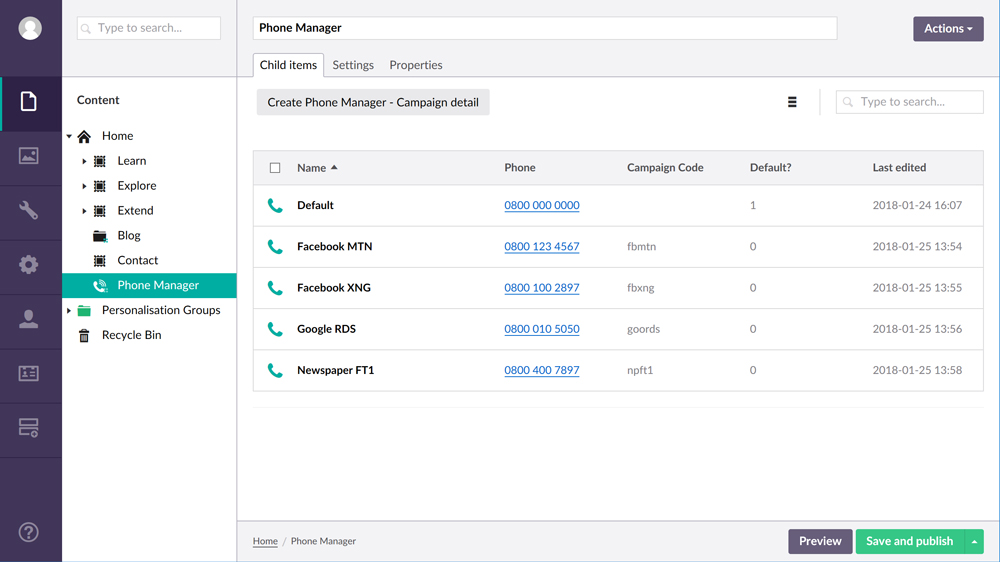 Type to search...
Phone Manager
Actions
Child items
Settings
Properties
Content
Home
Learn
Explore
Extend
Blog
Contact
Phone Manager
Personalisation Groups
Recycle Bin
Create Phone Manager - Campaign detail
Type to search...
Name Phone Campaign Code Default? Last edited
Default 0800 000 0000 1 2018-01-24 16:07
Facebook MTN 0800 123 4567 fbmtn 0 2018-01-25 13:54
Facebook XNG 0800 100 2897 fbxng 0 2018-01-25 13:55
Google RDS 0800 010 5050 goords 0 2018-01-25 13:56
Newspaper FT1 0800 400 7897 npft1 0 2018-01-25 13:58
Home / Phone Manager
Preview
Save and publish